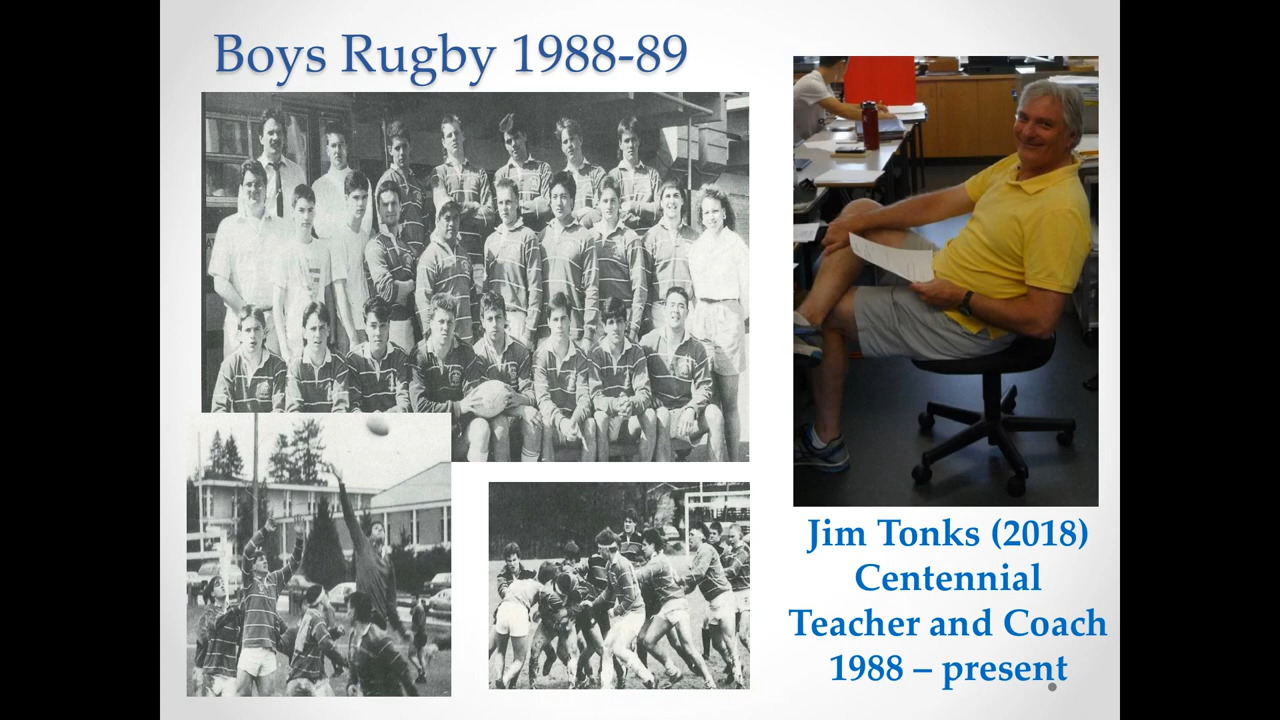 Boys Rugby 1988-89
Jim Tonks (2018)
Centennial
Teacher and Coach
1988 – present